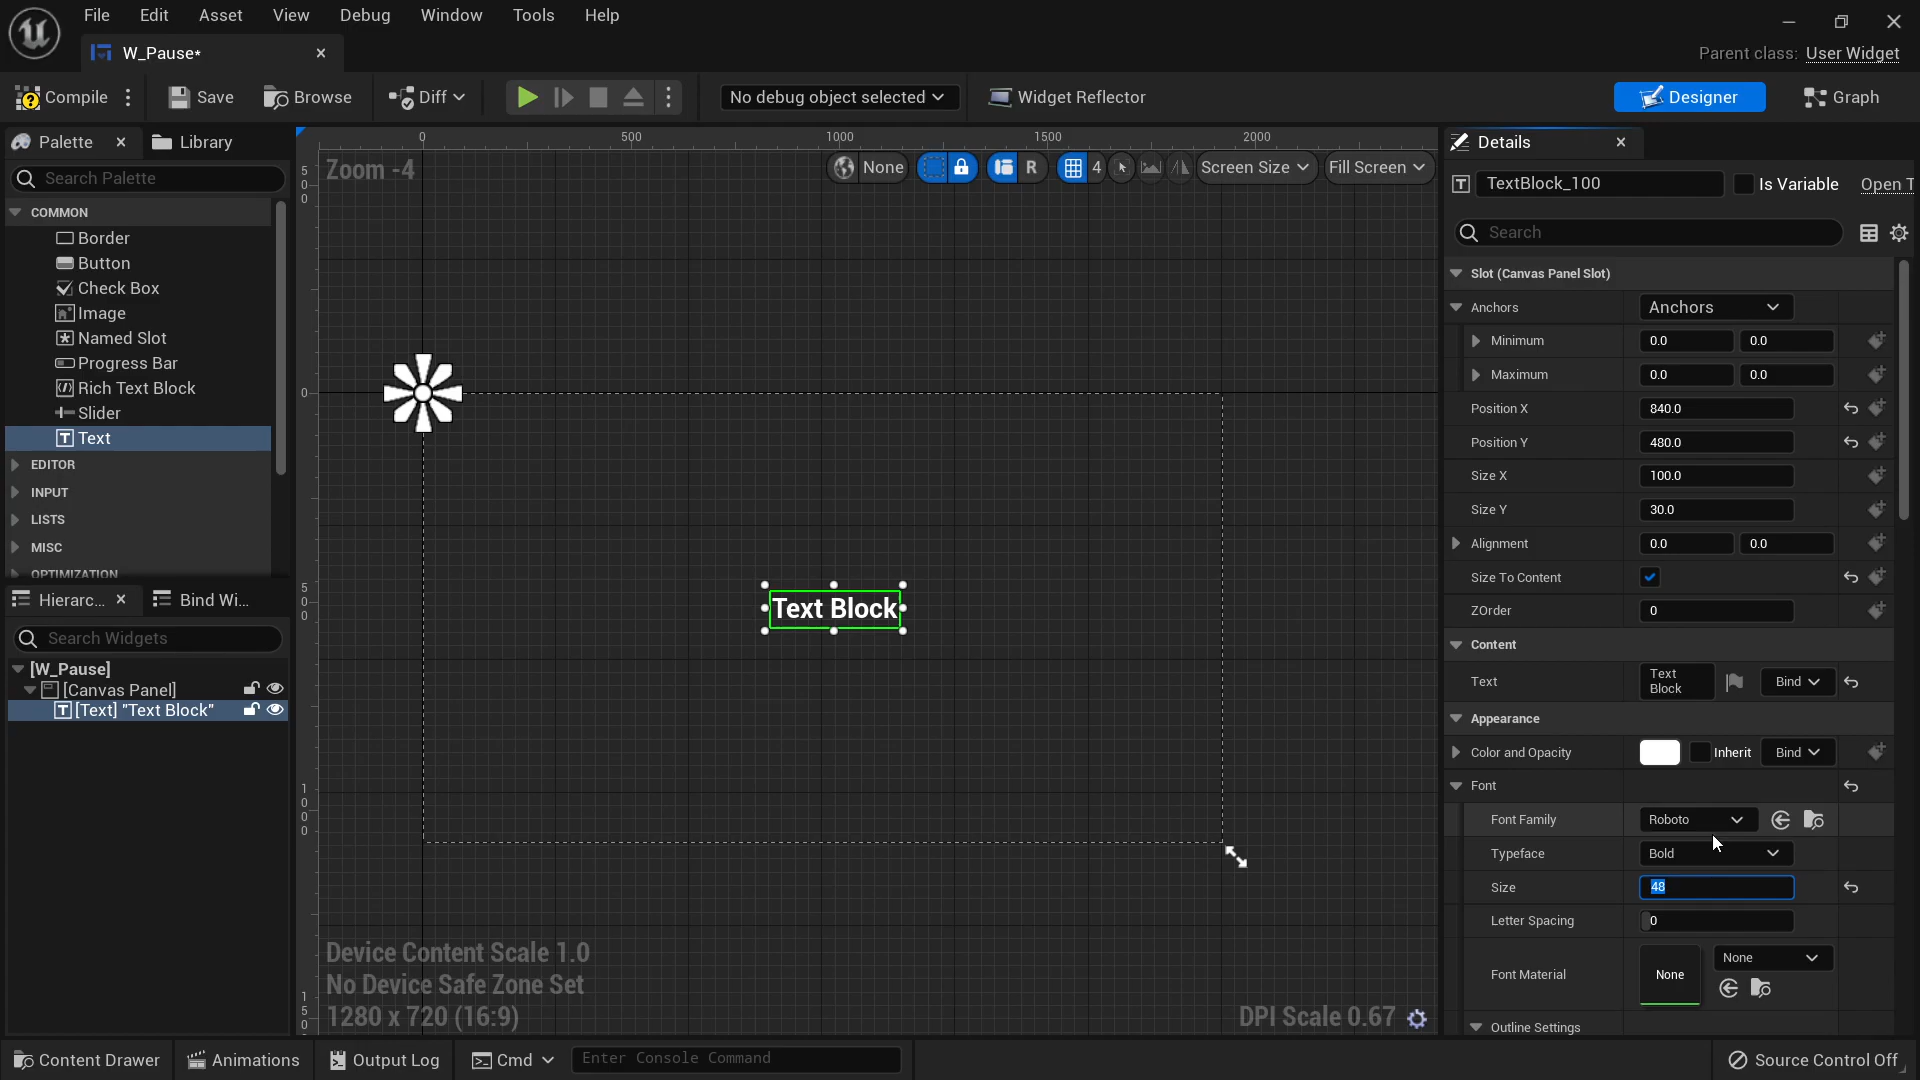 File Edit Asset View Debug Window Tools Help
W_Pause*
Parent class: User Widget
Compile Save Browse Diff No debug object selected Widget Reflector Designer Graph
Palette Library
Search Palette
COMMON
Border
Button
Check Box
Image
Named Slot
Progress Bar
Rich Text Block
Slider
Text
EDITOR
INPUT
LISTS
MISC
OPTIMIZATION
Hierarc... Bind Wi...
Search Widgets
[W_Pause]
[Canvas Panel]
[Text] "Text Block"
0 500 1000 1500 2000
Zoom -4
None R 4 Screen Size Fill Screen
500
0
500
1000
150
Text Block
Device Content Scale 1.0
No Device Safe Zone Set
1280 x 720 (16:9)
DPI Scale 0.67
Details
TextBlock_100 Is Variable Open T
Search
Slot (Canvas Panel Slot)
Anchors Anchors
Minimum 0.0 0.0
Maximum 0.0 0.0
Position X 840.0
Position Y 480.0
Size X 100.0
Size Y 30.0
Alignment 0.0 0.0
Size To Content
ZOrder 0
Content
Text Text Block Bind
Appearance
Color and Opacity Inherit Bind
Font
Font Family Roboto
Typeface Bold
Size 48
Letter Spacing 0
Font Material None None
Outline Settings
Content Drawer Animations Output Log Cmd Enter Console Command Source Control Off